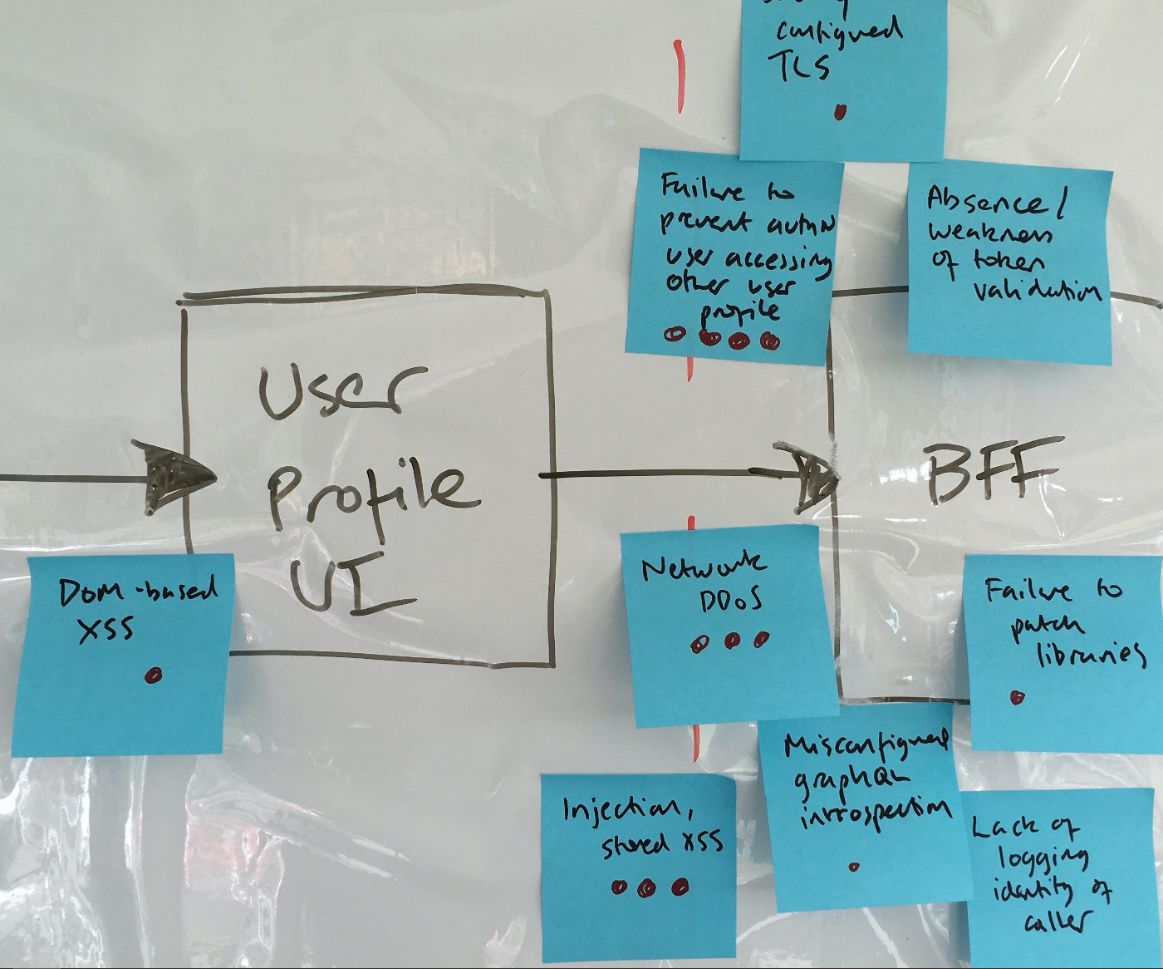 configured
TLS
Failure to
prevent authN
user accessing
other user
profile
Absence/
weakness
of token
validation
User
Profile
UI
BFF
DOM-based
XSS
Network
DDoS
Failure to
patch
libraries
Misconfigured
graphQL
introspection
Injection,
stored XSS
Lack of
logging
identity of
caller